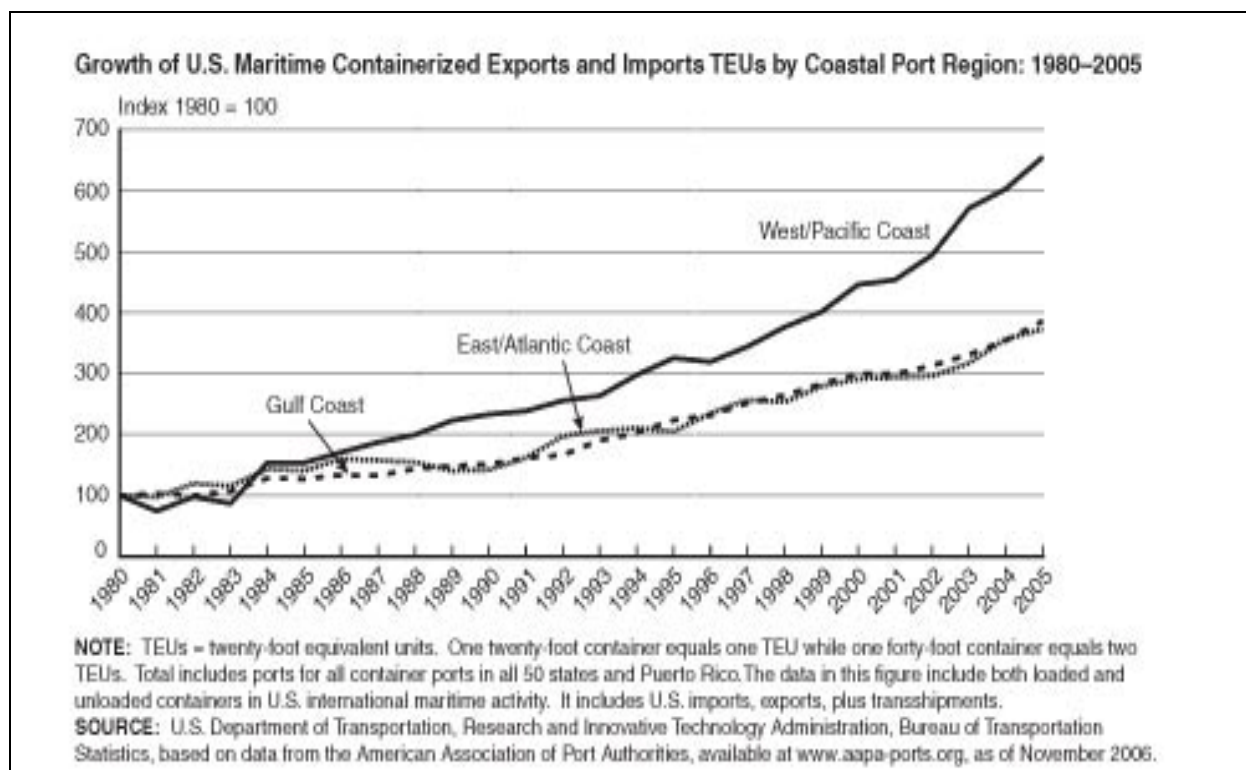 Growth of U.S. Maritime Containerized Exports and Imports TEUs by Coastal Port Region: 1980–2005
Index 1980 = 100
700
600
500
400
300
200
100
0
West/Pacific Coast
East/Atlantic Coast
Gulf Coast
1980 1981 1982 1983 1984 1985 1986 1987 1988 1989 1990 1991 1992 1993 1994 1995 1996 1997 1998 1999 2000 2001 2002 2003 2004 2005
NOTE: TEUs = twenty-foot equivalent units. One twenty-foot container equals one TEU while one forty-foot container equals two
TEUs. Total includes ports for all container ports in all 50 states and Puerto Rico. The data in this figure include both loaded and
unloaded containers in U.S. international maritime activity. It includes U.S. imports, exports, plus transshipments.
SOURCE: U.S. Department of Transportation, Research and Innovative Technology Administration, Bureau of Transportation
Statistics, based on data from the American Association of Port Authorities, available at www.aapa-ports.org, as of November 2006.